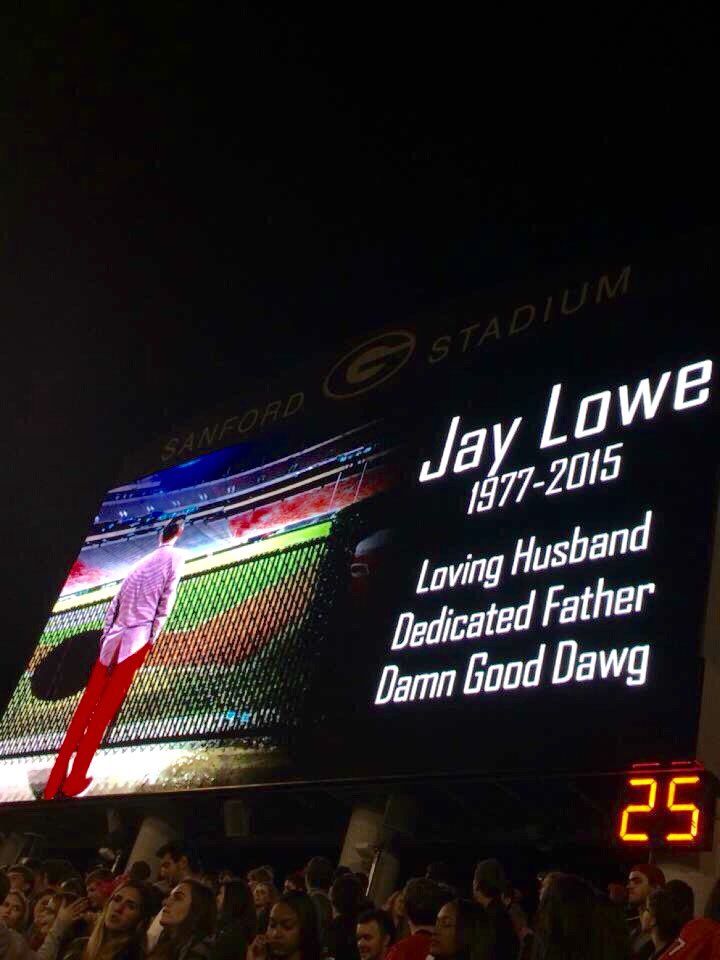 SANFORD G STADIUM
Jay Lowe
1977-2015
Loving Husband
Dedicated Father
Damn Good Dawg
25